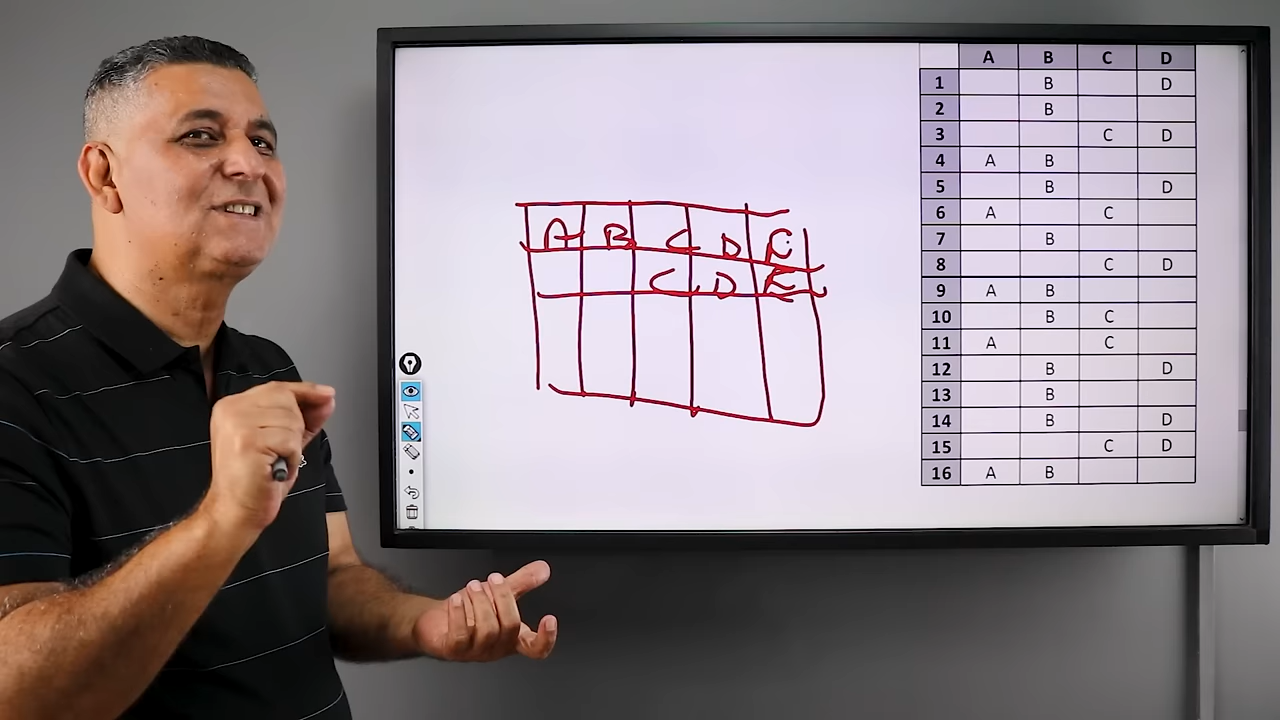 A B C D E
C D E
A B C D
1 B D
2 B
3 C D
4 A B
5 B D
6 A C
7 B
8 C D
9 A B
10 B C
11 A C
12 B D
13 B
14 B D
15 C D
16 A B